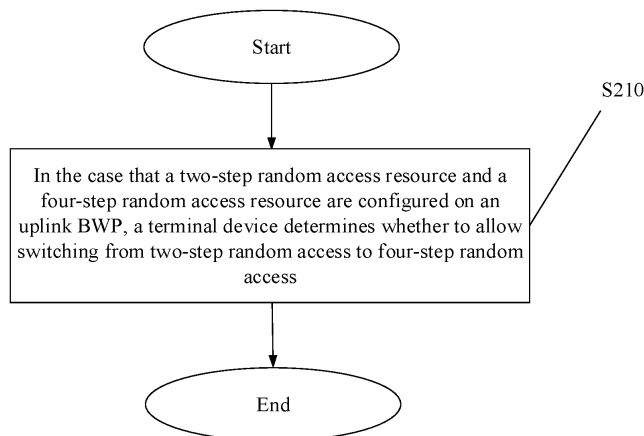 Start
S210
In the case that a two-step random access resource and a
four-step random access resource are configured on an
uplink BWP, a terminal device determines whether to allow
switching from two-step random access to four-step random
access
End